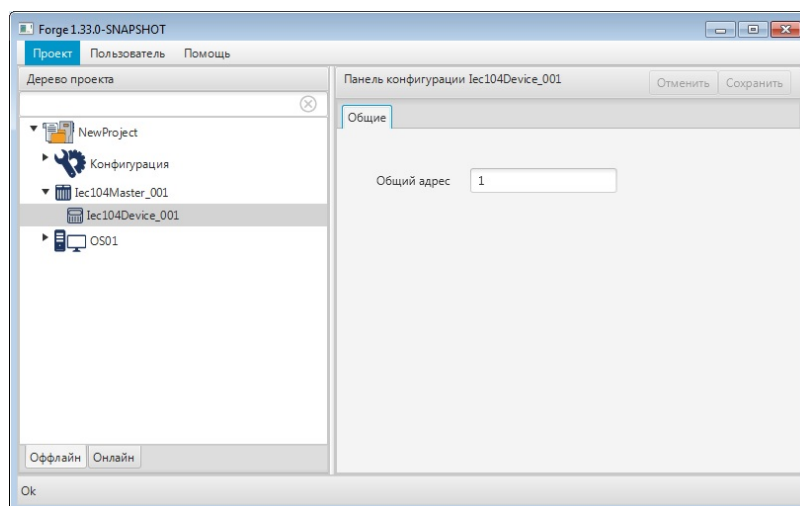 Forge 1.33.0-SNAPSHOT
Проект Пользователь Помощь
Дерево проекта
NewProject
Конфигурация
Iec104Master_001
Iec104Device_001
OS01
Оффлайн Онлайн
Панель конфигурации Iec104Device_001 Отменить Сохранить
Общие
Общий адрес 1
Ok